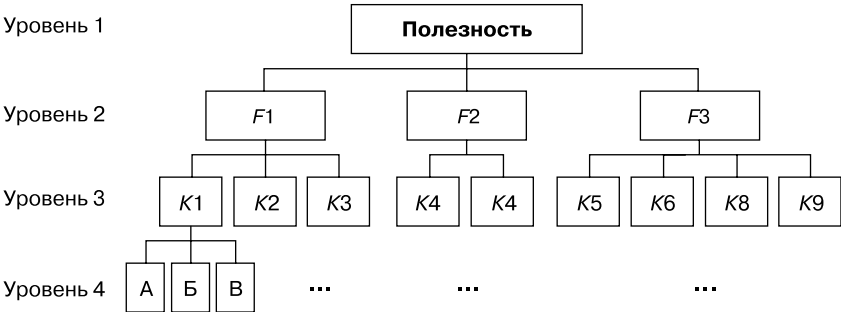 Уровень 1 Полезность
Уровень 2 F1 F2 F3
Уровень 3 K1 K2 K3 K4 K4 K5 K6 K8 K9
Уровень 4 А Б В ... ... ...